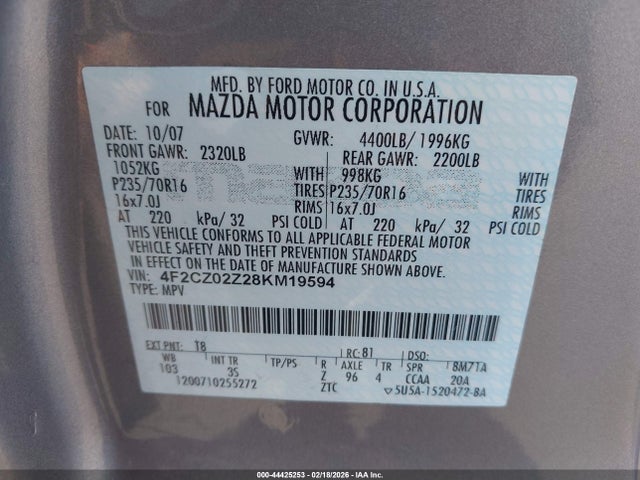 MFD. BY FORD MOTOR CO. IN U.S.A.
FOR MAZDA MOTOR CORPORATION
DATE: 10/07 GVWR: 4400LB/ 1996KG
FRONT GAWR: 2320LB REAR GAWR: 2200LB
1052KG WITH 998KG WITH
P235/70R16 TIRES P235/70R16 TIRES
16x7.0J RIMS 16x7.0J RIMS
AT 220 kPa/ 32 PSI COLD AT 220 kPa/ 32 PSI COLD
THIS VEHICLE CONFORMS TO ALL APPLICABLE FEDERAL MOTOR
VEHICLE SAFETY AND THEFT PREVENTION STANDARDS
IN EFFECT ON THE DATE OF MANUFACTURE SHOWN ABOVE.
VIN: 4F2CZ02Z28KM19594
TYPE: MPV
EXT PNT: T8 RC: 81 DSO:
WB INT TR TP/PS R AXLE TR SPR BM7TA
103 3S Z 96 4 CCAA 20A
1200710255272 ZTC 5U5A-1520472-BA
000-44425253 - 02/18/2026 - IAA Inc.